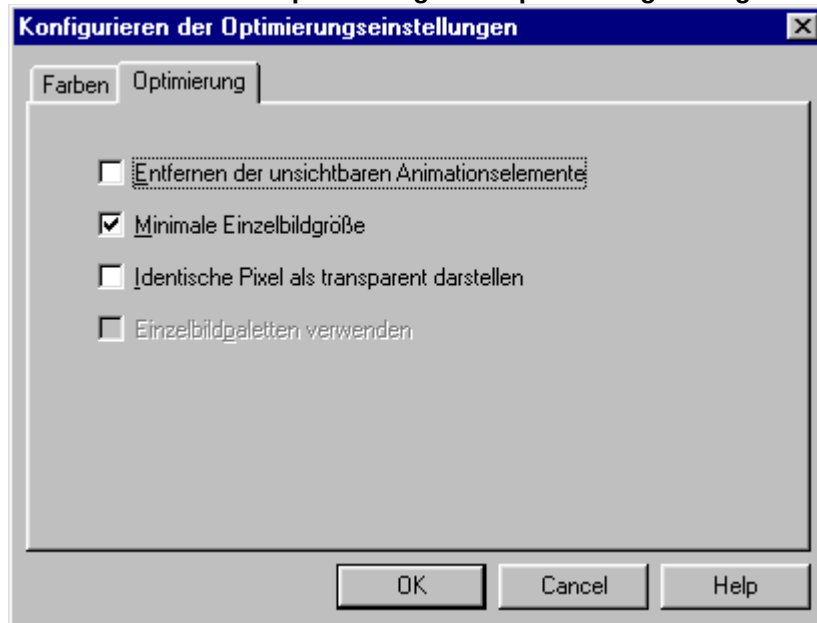 Konfigurieren der Optimierungseinstellungen
Farben Optimierung
Entfernen der unsichtbaren Animationselemente
Minimale Einzelbildgröße
Identische Pixel als transparent darstellen
Einzelbildpaletten verwenden
OK Cancel Help